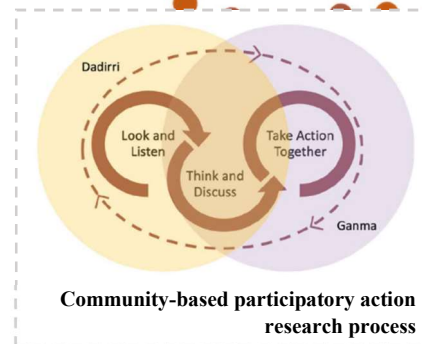 Dadirri
Look and
Listen
Think and
Discuss
Take Action
Together
Ganma
Community-based participatory action
research process